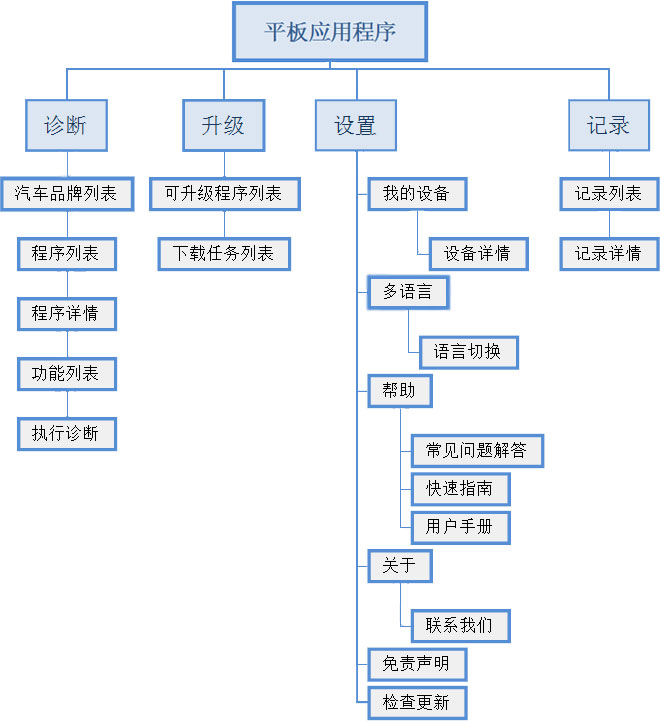 平板应用程序
诊断
升级
设置
记录
汽车品牌列表
程序列表
程序详情
功能列表
执行诊断
可升级程序列表
下载任务列表
我的设备
设备详情
多语言
语言切换
帮助
常见问题解答
快速指南
用户手册
关于
联系我们
免责声明
检查更新
记录列表
记录详情